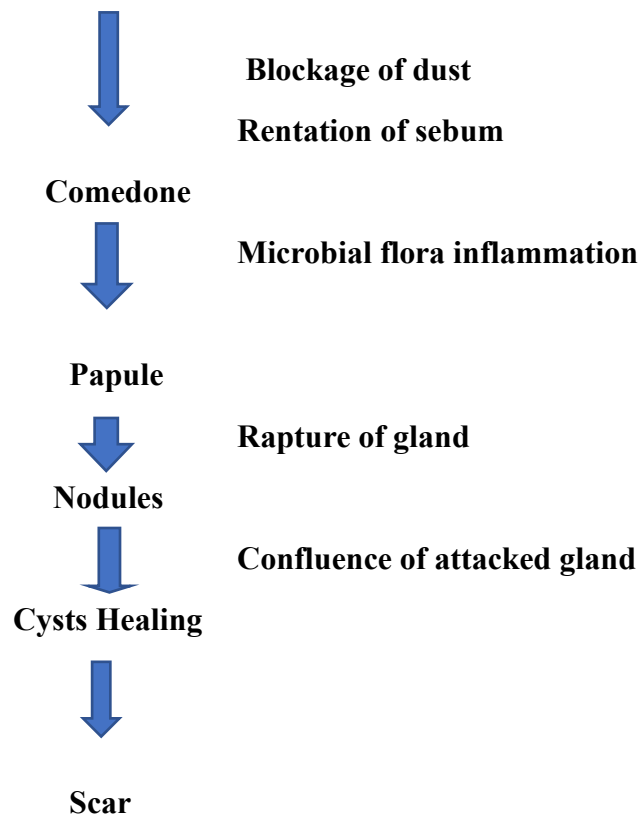 Blockage of dust
Rentation of sebum
Comedone
Microbial flora inflammation
Papule
Rapture of gland
Nodules
Confluence of attacked gland
Cysts Healing
Scar